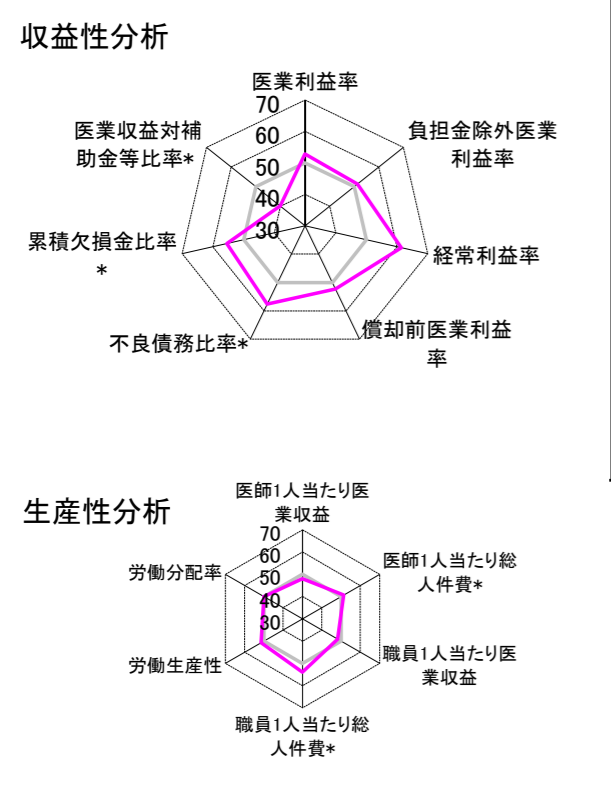 収益性分析
医業利益率
負担金除外医業
利益率
経常利益率
償却前医業利益
率
不良債務比率*
累積欠損金比率
*
医業収益対補
助金等比率*
70
60
50
40
30
生産性分析
医師1人当たり医
業収益
医師1人当たり総
人件費*
職員1人当たり医
業収益
職員1人当たり総
人件費*
労働生産性
労働分配率
70
60
50
40
30